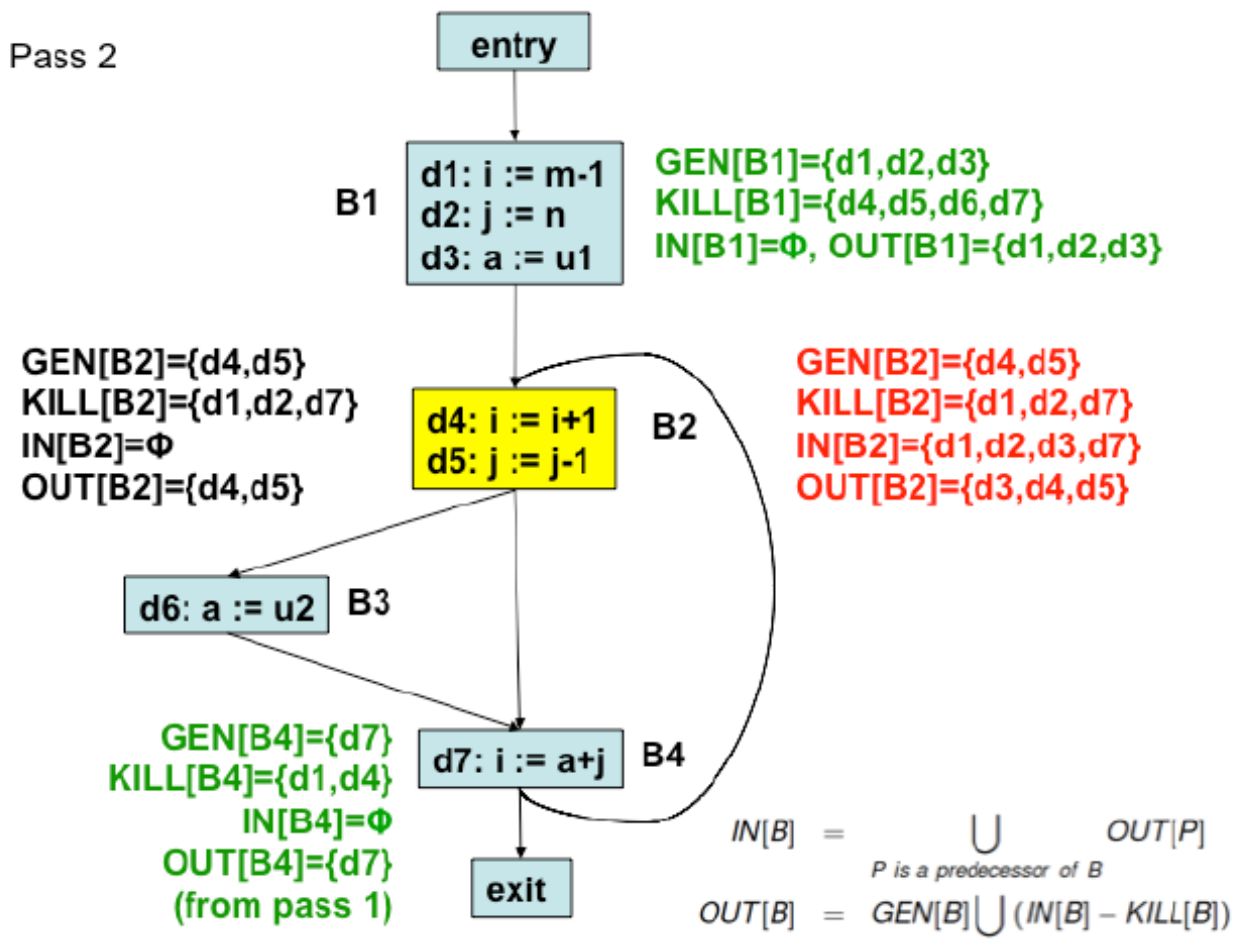 Pass 2
entry
B1
d1: i := m-1
d2: j := n
d3: a := u1
GEN[B1]={d1,d2,d3}
KILL[B1]={d4,d5,d6,d7}
IN[B1]=Φ, OUT[B1]={d1,d2,d3}
GEN[B2]={d4,d5}
KILL[B2]={d1,d2,d7}
IN[B2]=Φ
OUT[B2]={d4,d5}
d4: i := i+1
d5: j := j-1
B2
GEN[B2]={d4,d5}
KILL[B2]={d1,d2,d7}
IN[B2]={d1,d2,d3,d7}
OUT[B2]={d3,d4,d5}
d6: a := u2
B3
GEN[B4]={d7}
KILL[B4]={d1,d4}
IN[B4]=Φ
OUT[B4]={d7}
(from pass 1)
d7: i := a+j
B4
exit
IN[B] = ⋃ OUT[P]
P is a predecessor of B
OUT[B] = GEN[B]⋃(IN[B] − KILL[B])